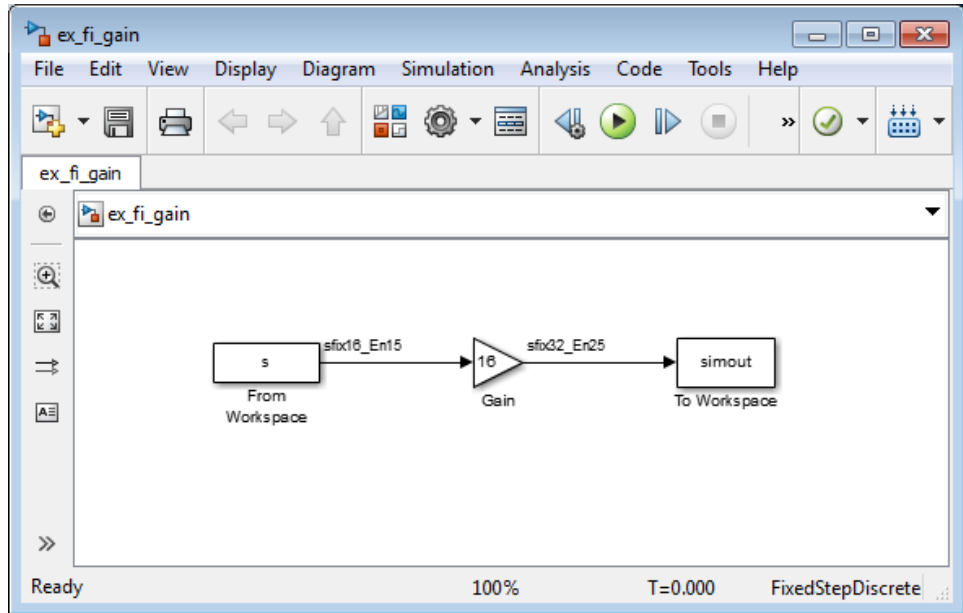 ex_fi_gain
File Edit View Display Diagram Simulation Analysis Code Tools Help
ex_fi_gain
ex_fi_gain
s
sfix16_En15
16
sfix32_En25
simout
From
Workspace
Gain
To Workspace
Ready 100% T=0.000 FixedStepDiscrete